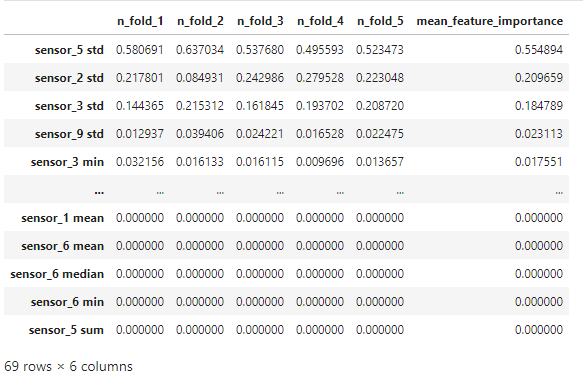 n_fold_1 n_fold_2 n_fold_3 n_fold_4 n_fold_5 mean_feature_importance
sensor_5 std 0.580691 0.637034 0.537680 0.495593 0.523473 0.554894
sensor_2 std 0.217801 0.084931 0.242986 0.279528 0.223048 0.209659
sensor_3 std 0.144365 0.215312 0.161845 0.193702 0.208720 0.184789
sensor_9 std 0.012937 0.039406 0.024221 0.016528 0.022475 0.023113
sensor_3 min 0.032156 0.016133 0.016115 0.009696 0.013657 0.017551
... ... ... ... ... ... ...
sensor_1 mean 0.000000 0.000000 0.000000 0.000000 0.000000 0.000000
sensor_6 mean 0.000000 0.000000 0.000000 0.000000 0.000000 0.000000
sensor_6 median 0.000000 0.000000 0.000000 0.000000 0.000000 0.000000
sensor_6 min 0.000000 0.000000 0.000000 0.000000 0.000000 0.000000
sensor_5 sum 0.000000 0.000000 0.000000 0.000000 0.000000 0.000000
69 rows × 6 columns